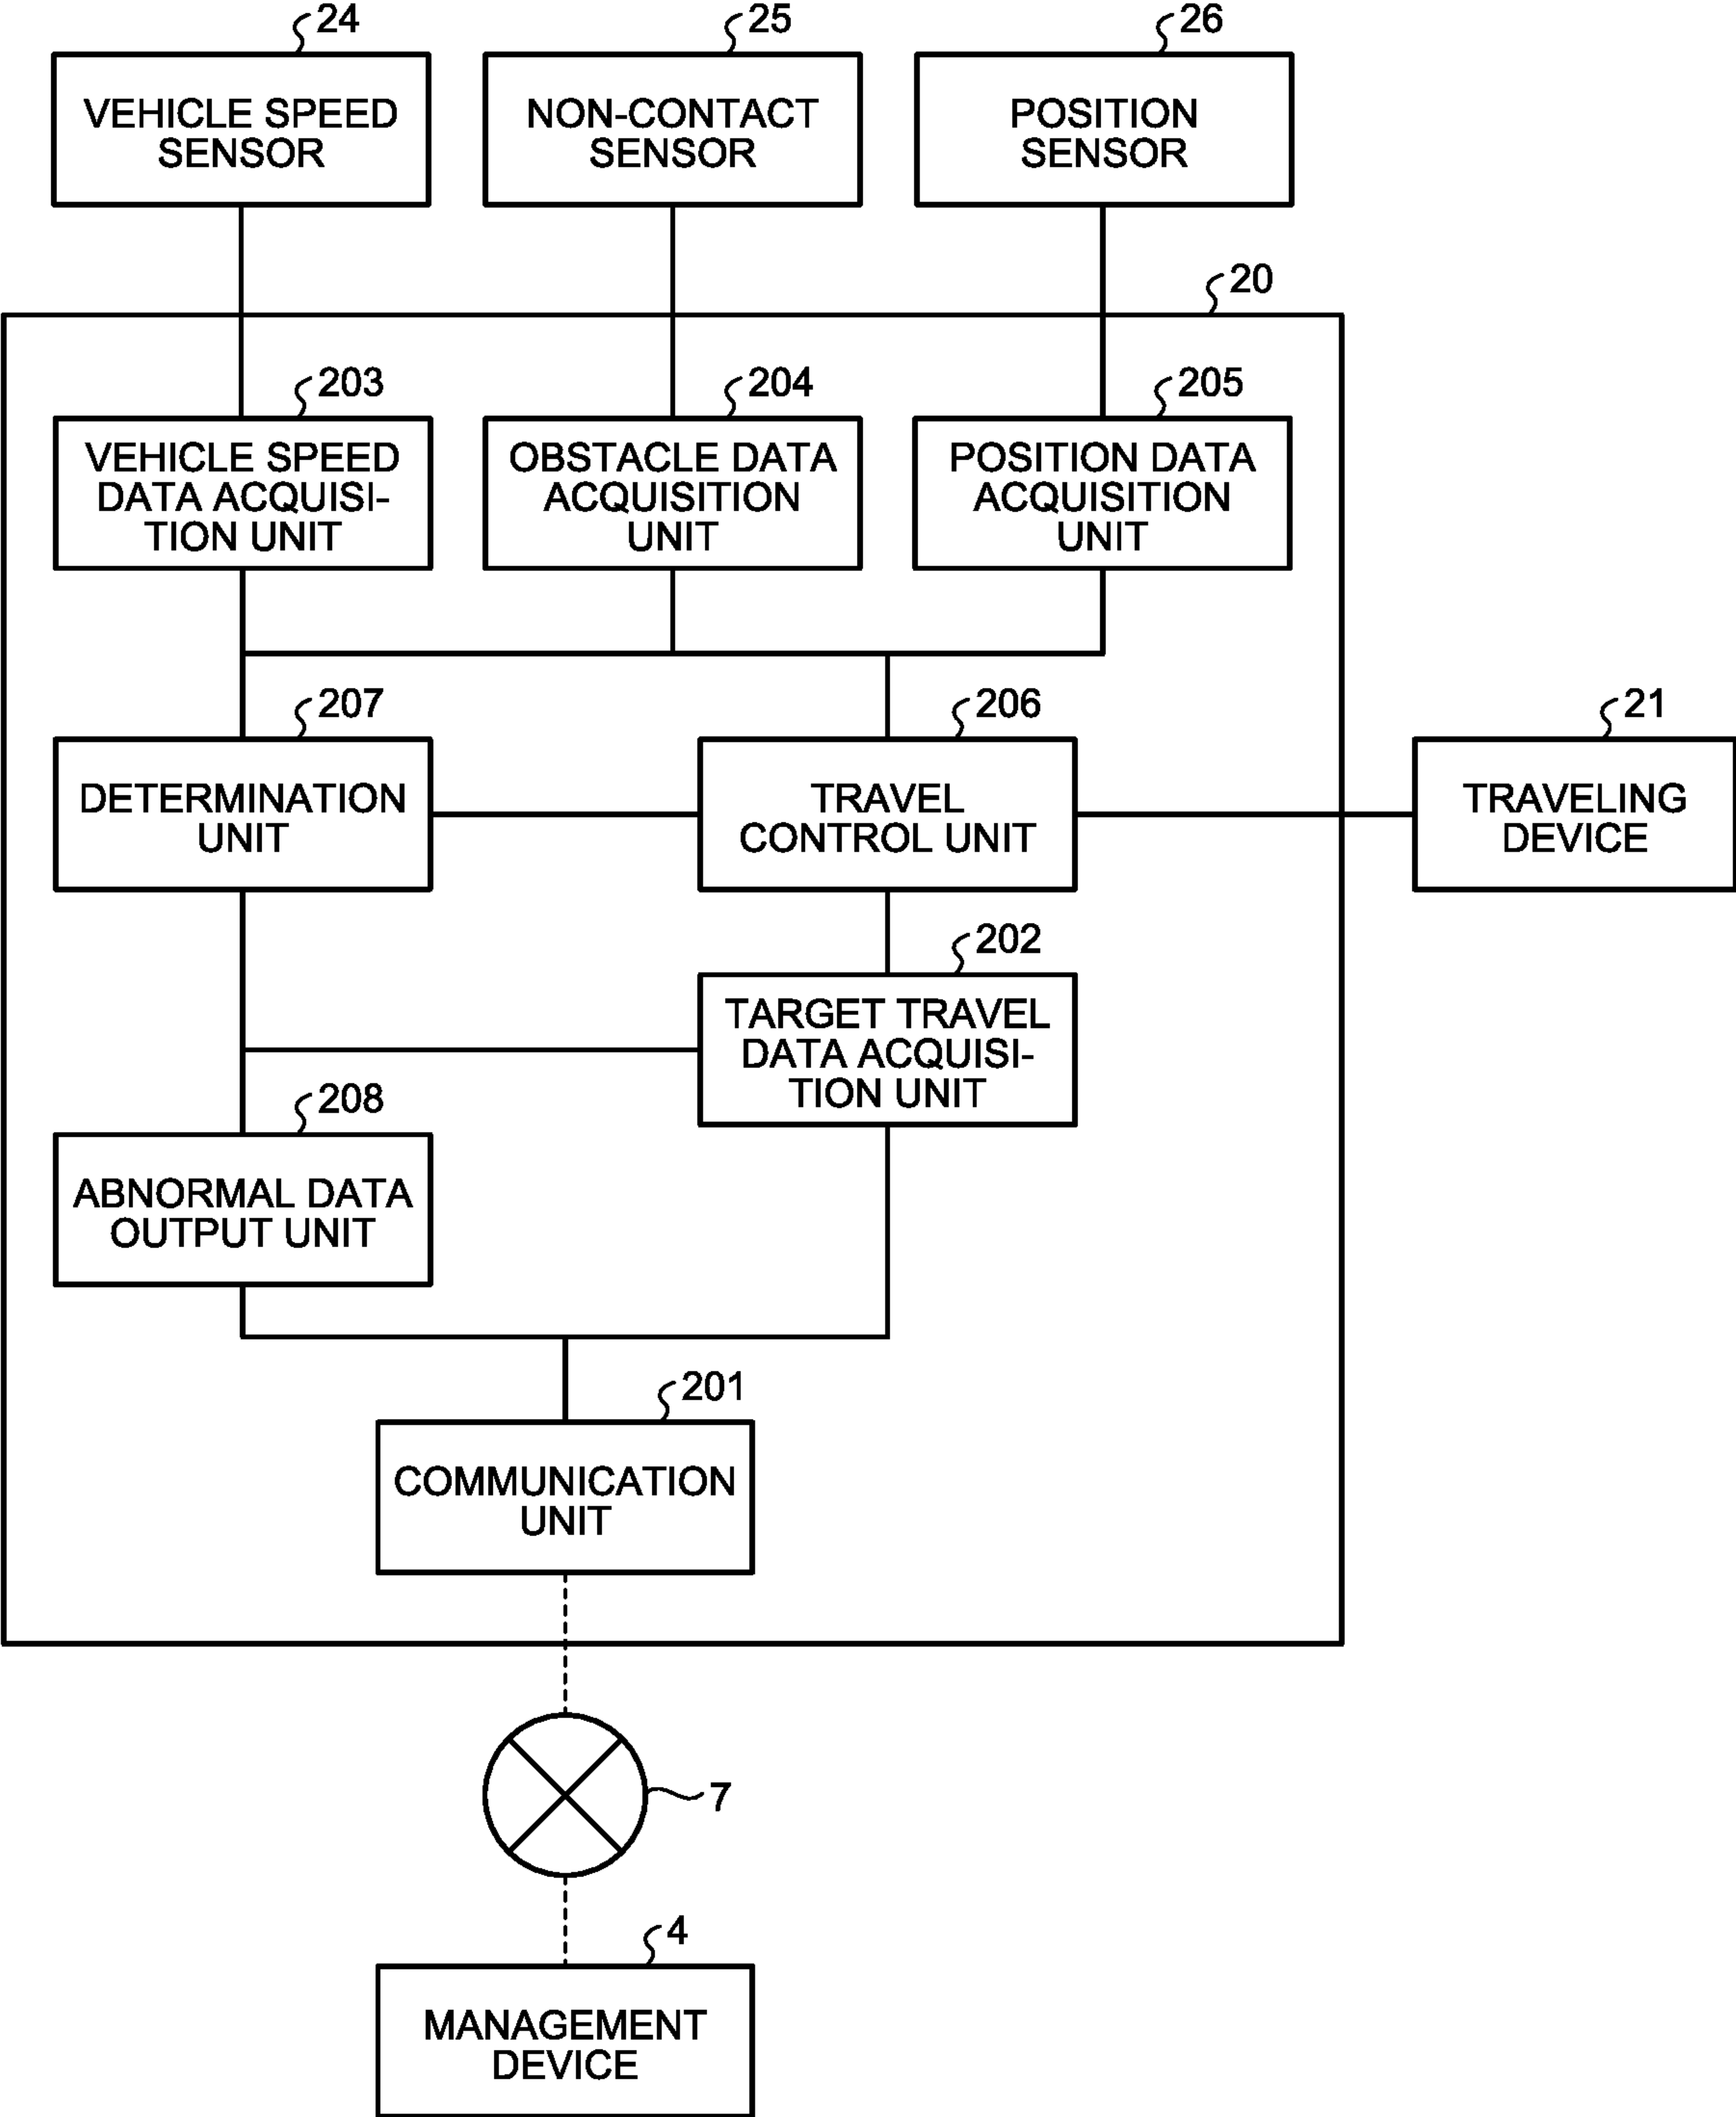 24
25
26
VEHICLE SPEED
SENSOR
NON-CONTACT
SENSOR
POSITION
SENSOR
20
203
204
205
VEHICLE SPEED
DATA ACQUISI-
TION UNIT
OBSTACLE DATA
ACQUISITION
UNIT
POSITION DATA
ACQUISITION
UNIT
207
206
21
DETERMINATION
UNIT
TRAVEL
CONTROL UNIT
TRAVELING
DEVICE
202
TARGET TRAVEL
DATA ACQUISI-
TION UNIT
208
ABNORMAL DATA
OUTPUT UNIT
201
COMMUNICATION
UNIT
7
4
MANAGEMENT
DEVICE